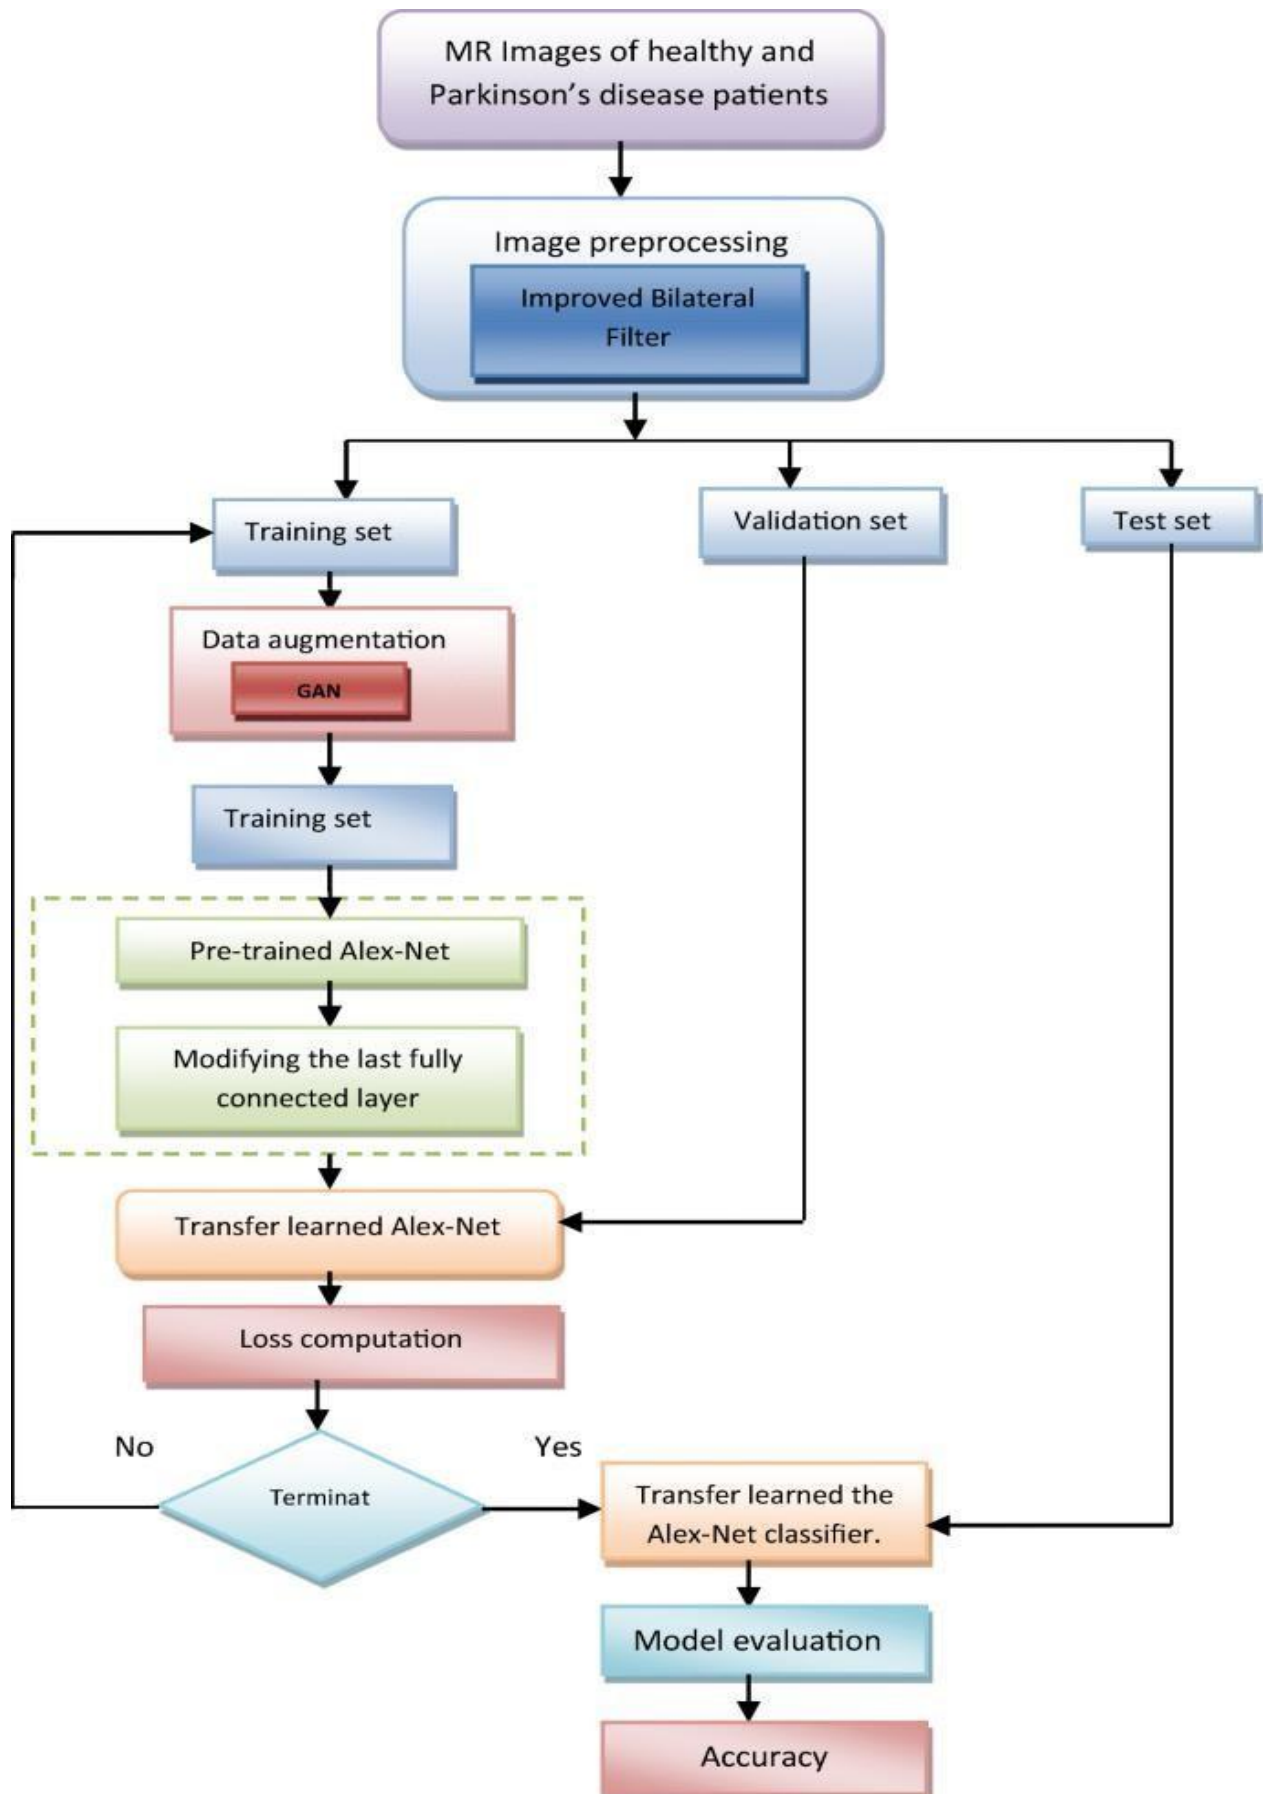 MR Images of healthy and
Parkinson's disease patients
Image preprocessing
Improved Bilateral
Filter
Training set
Validation set
Test set
Data augmentation
GAN
Training set
Pre-trained Alex-Net
Modifying the last fully
connected layer
Transfer learned Alex-Net
Loss computation
No
Yes
Terminat
Transfer learned the
Alex-Net classifier.
Model evaluation
Accuracy